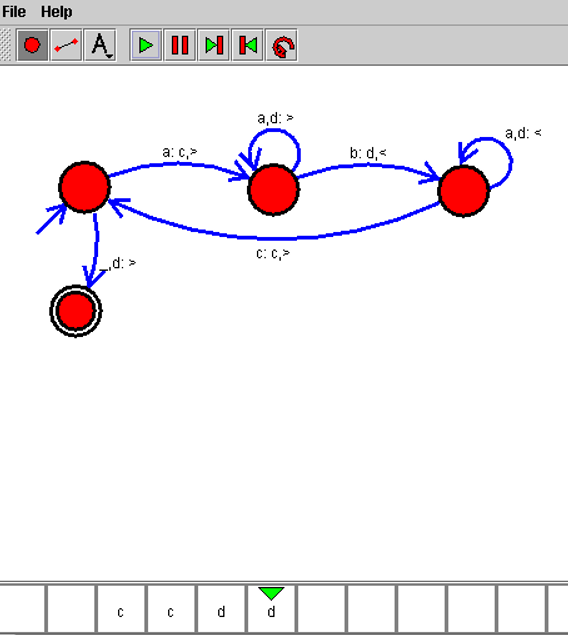 File Help
A
a,d: >
a: c,>
b: d,<
a,d: <
c: c,>
_,d: >
c c d d